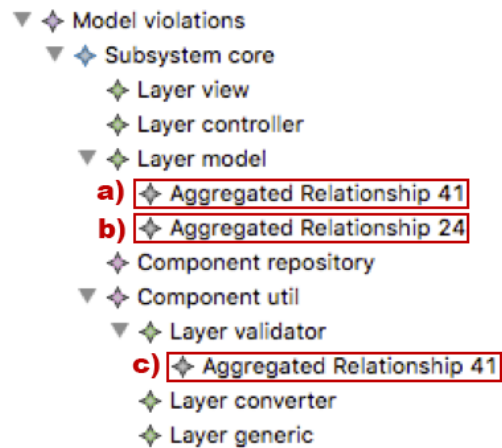 Model violations
Subsystem core
Layer view
Layer controller
Layer model
a) Aggregated Relationship 41
b) Aggregated Relationship 24
Component repository
Component util
Layer validator
c) Aggregated Relationship 41
Layer converter
Layer generic